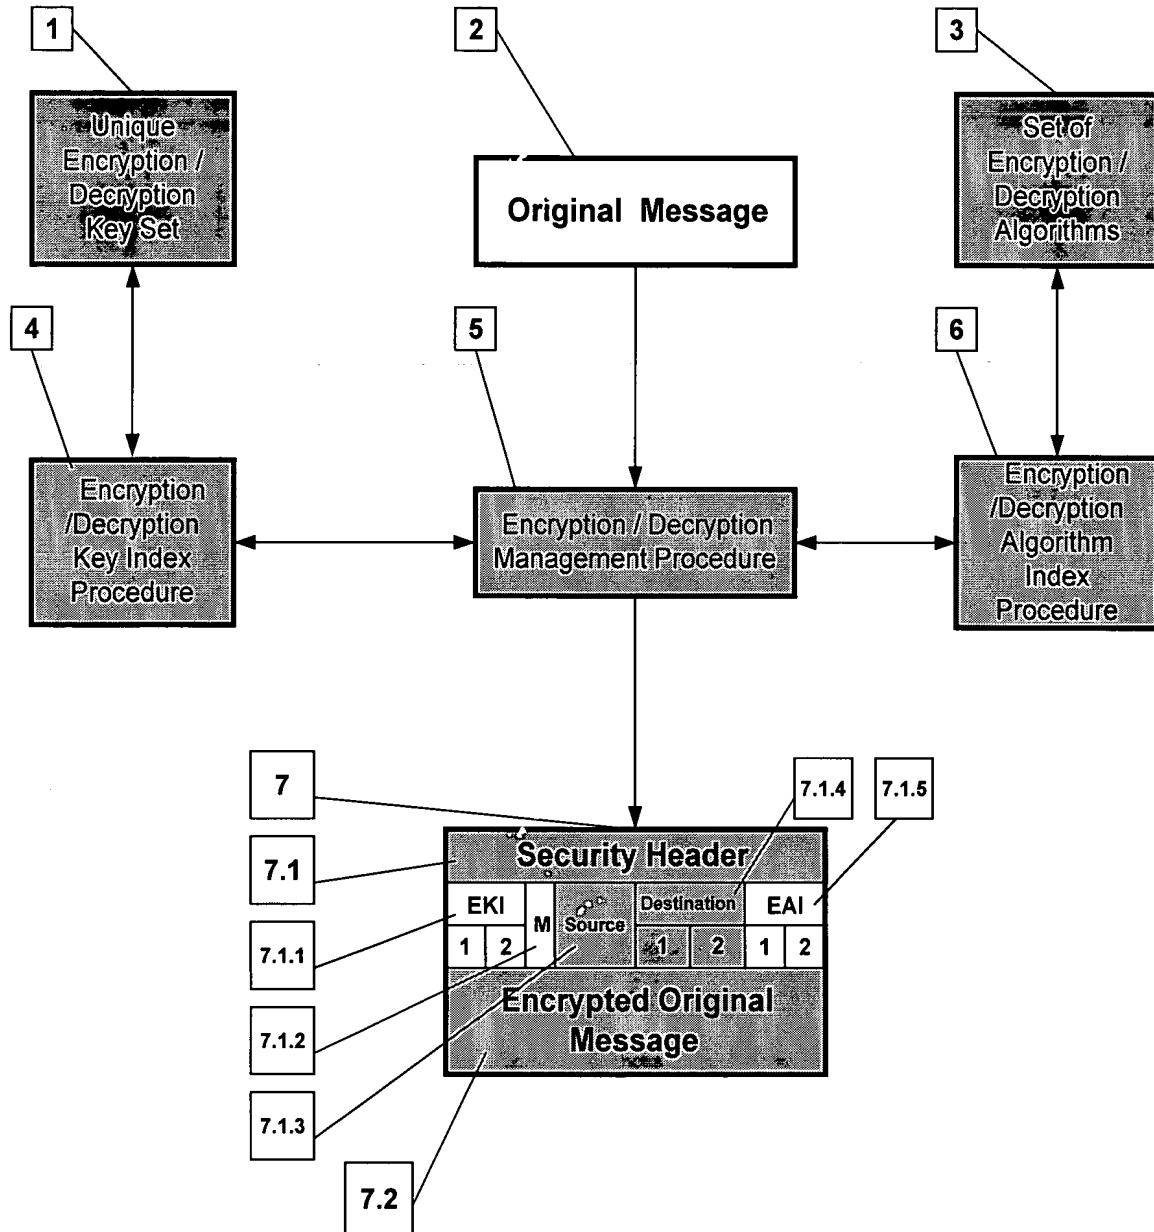 1
2
3
Unique
Encryption /
Decryption
Key Set
Original Message
Set of
Encryption /
Decryption
Algorithms
4
5
6
Encryption
/Decryption
Key Index
Procedure
Encryption / Decryption
Management Procedure
Encryption
/Decryption
Algorithm
Index
Procedure
7
7.1.4
7.1.5
7.1
Security Header
EKI
M
Source
Destination
EAI
1
2
1
2
1
2
7.1.1
Encrypted Original
Message
7.1.2
7.1.3
7.2